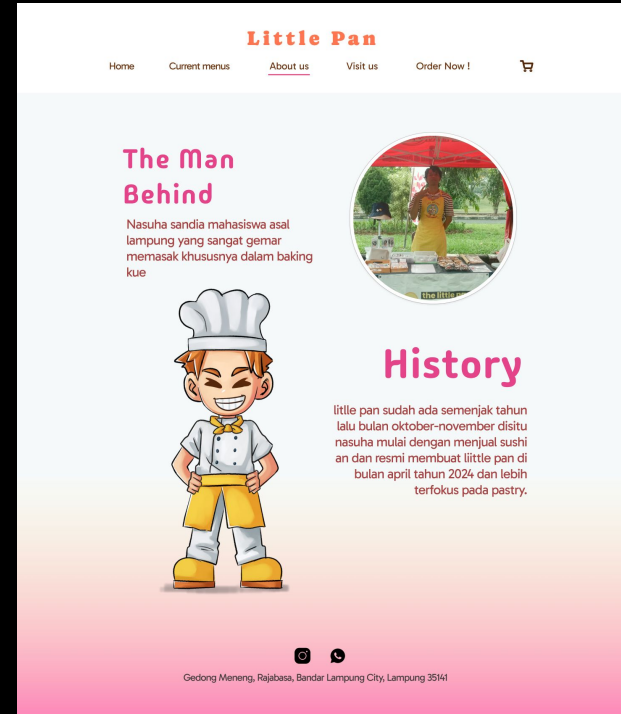 Little Pan
Home Current menus About us Visit us Order Now !
The Man
Behind
Nasuha sandia mahasiswa asal
lampung yang sangat gemar
memasak khususnya dalam baking
kue
the little
History
litlle pan sudah ada semenjak tahun
lalu bulan oktober-november disitu
nasuha mulai dengan menjual sushi
an dan resmi membuat liittle pan di
bulan april tahun 2024 dan lebih
terfokus pada pastry.
Gedong Meneng, Rajabasa, Bandar Lampung City, Lampung 35141